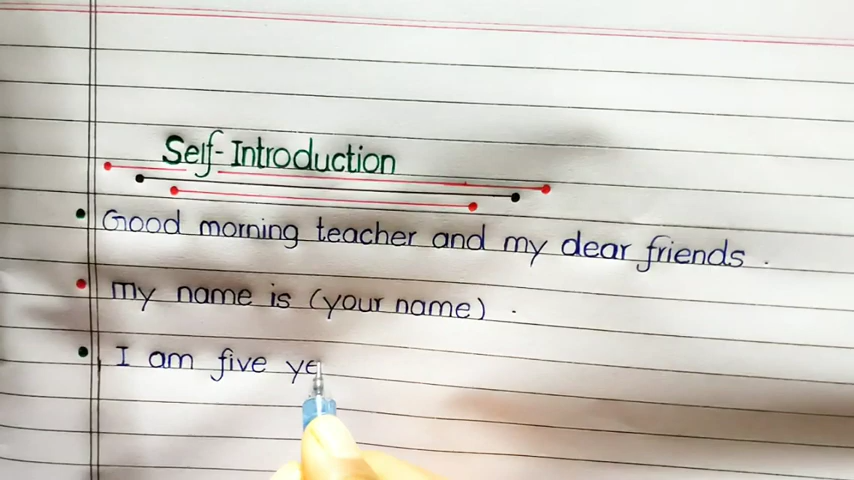 Self-Introduction
Good morning teacher and my dear friends.
My name is (your name).
I am five ye